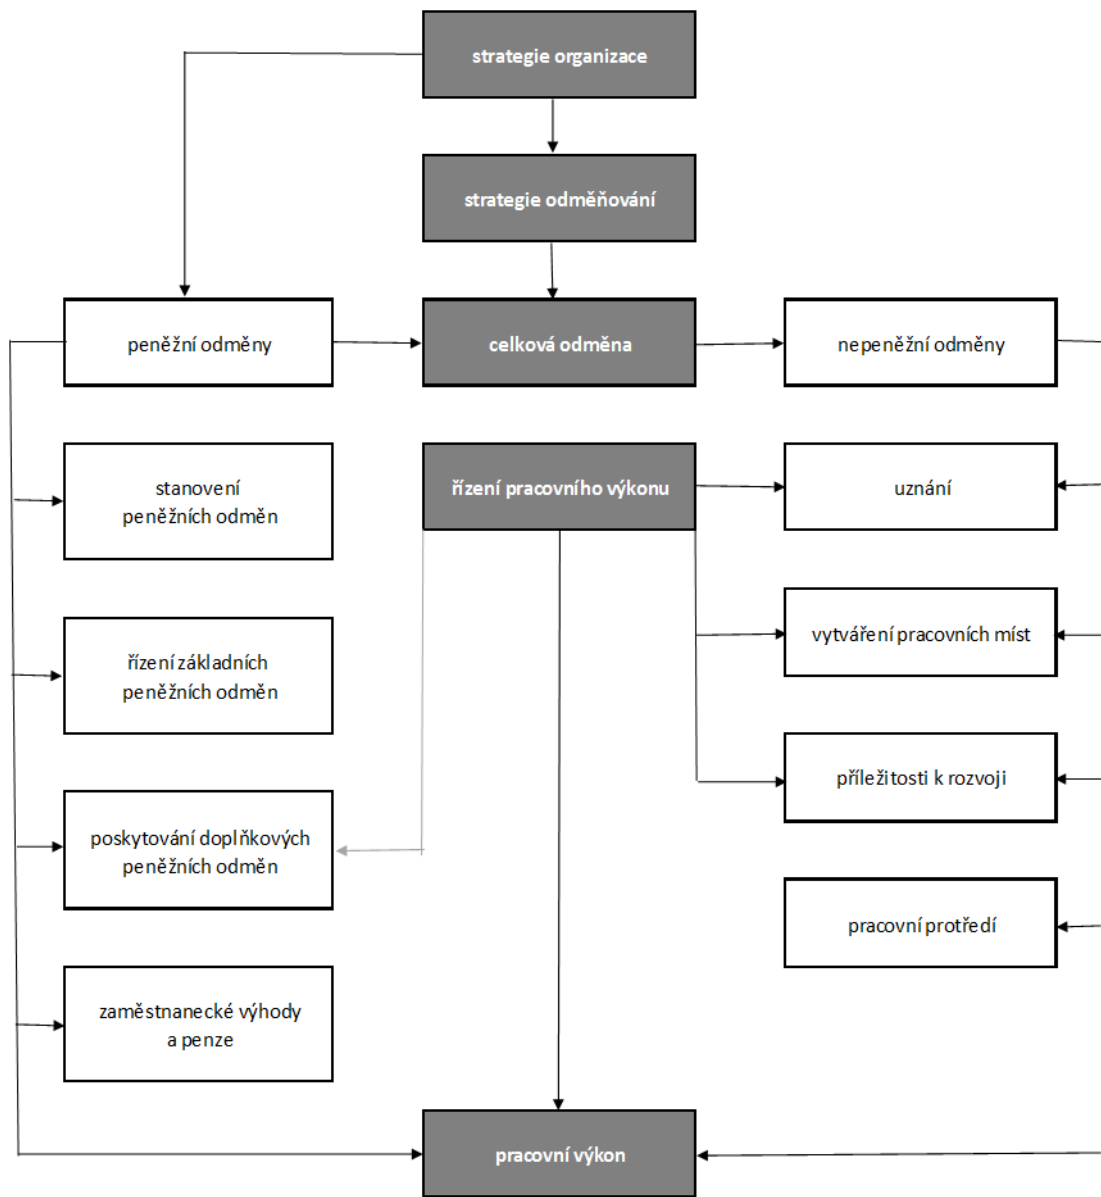 strategie organizace
strategie odměňování
peněžní odměny
celková odměna
nepeněžní odměny
stanovení
peněžních odměn
řízení pracovního výkonu
uznání
řízení základních
peněžních odměn
vytváření pracovních míst
poskytování doplňkových
peněžních odměn
příležitosti k rozvoji
pracovní protředí
zaměstnanecké výhody
a penze
pracovní výkon